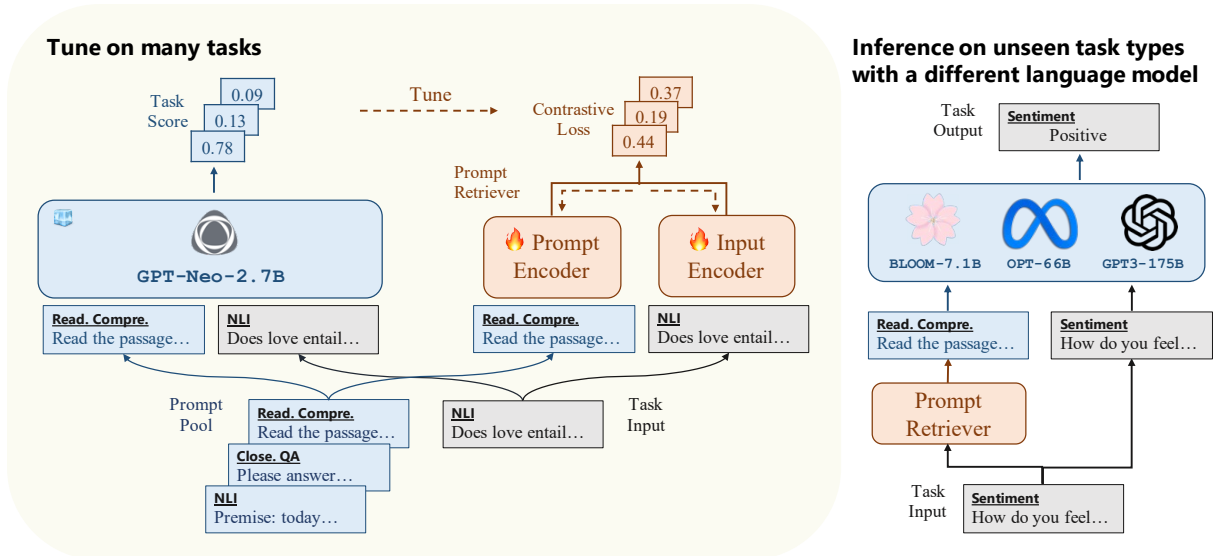 Tune on many tasks
Task
Score
0.09
0.13
0.78
Tune
Contrastive
Loss
0.37
0.19
0.44
Prompt
Retriever
GPT-Neo-2.7B
Prompt
Encoder
Input
Encoder
Read. Compre.
Read the passage…
NLI
Does love entail…
Read. Compre.
Read the passage…
NLI
Does love entail…
Prompt
Pool
Read. Compre.
Read the passage…
Close. QA
Please answer…
NLI
Premise: today…
NLI
Does love entail…
Task
Input
Inference on unseen task types
with a different language model
Task
Output
Sentiment
Positive
BLOOM-7.1B
OPT-66B
GPT3-175B
Read. Compre.
Read the passage…
Sentiment
How do you feel…
Prompt
Retriever
Task
Input
Sentiment
How do you feel…